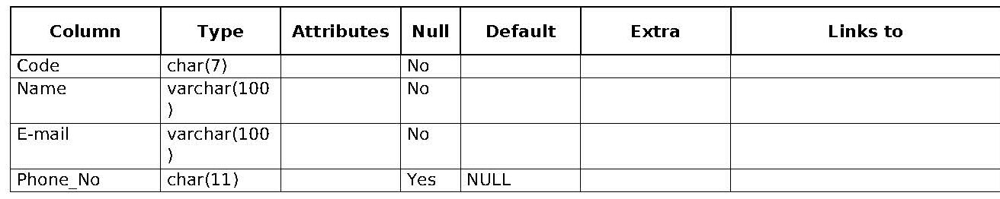 Column Type Attributes Null Default Extra Links to
Code char(7) No
Name varchar(100
) No
E-mail varchar(100
) No
Phone_No char(11) Yes NULL